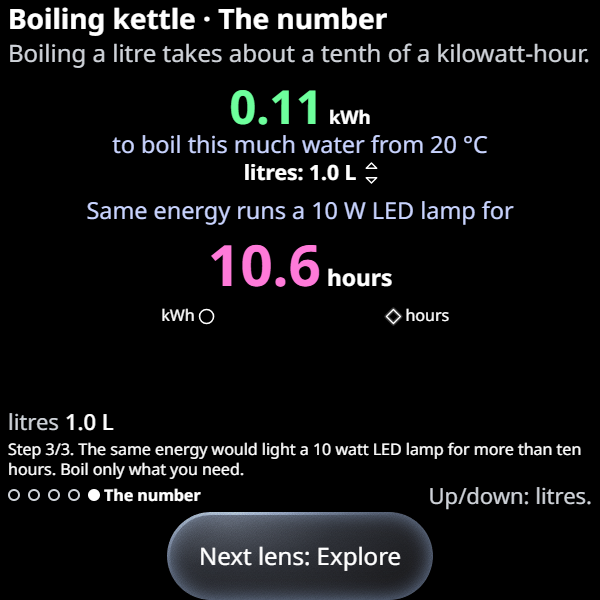 Boiling kettle · The number
Boiling a litre takes about a tenth of a kilowatt-hour.
0.11 kWh
to boil this much water from 20 °C
litres: 1.0 L
Same energy runs a 10 W LED lamp for
10.6 hours
kWh
hours
litres 1.0 L
Step 3/3. The same energy would light a 10 watt LED lamp for more than ten
hours. Boil only what you need.
The number
Up/down: litres.
Next lens: Explore